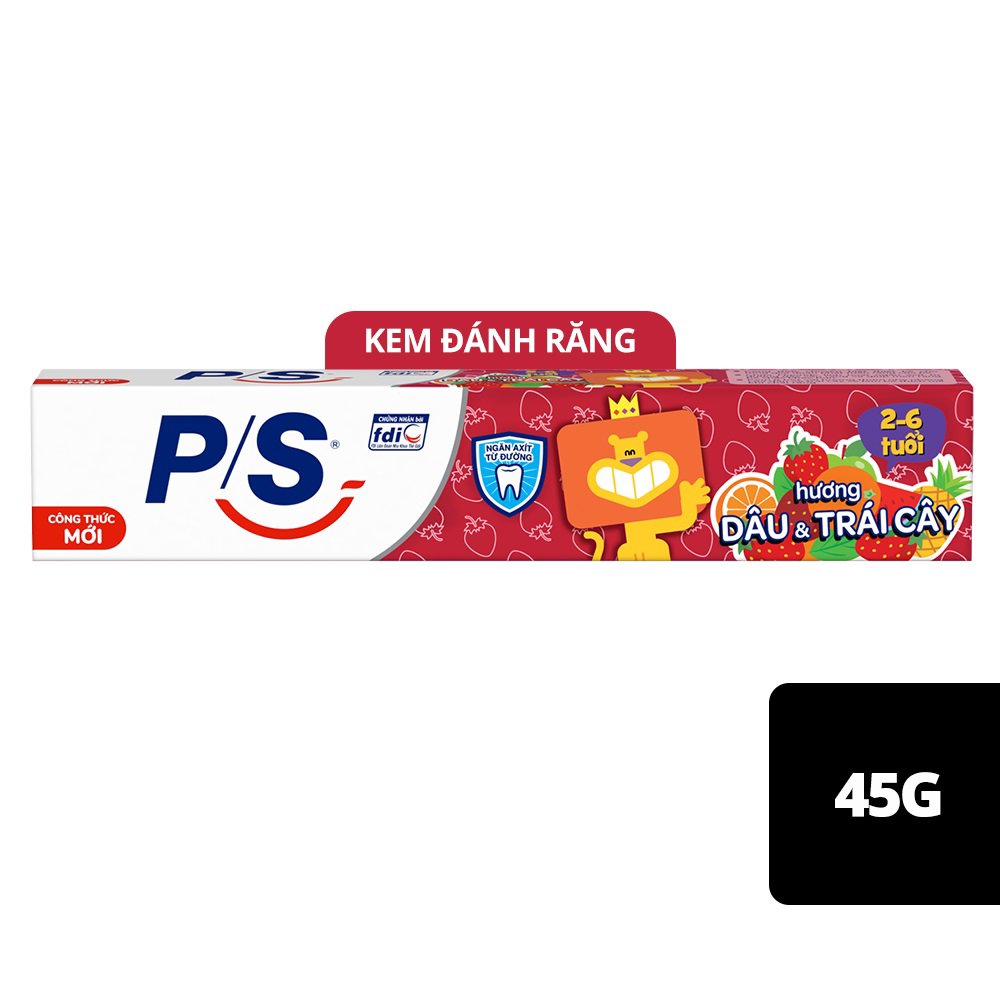 KEM ĐÁNH RĂNG
P/S
P/S®
CHỨNG NHẬN bởi
fdi
CÔNG THỨC
MỚI
NGĂN AXÍT
TỪ ĐƯỜNG
2-6
tuổi
hương
DÂU & TRÁI CÂY
45G